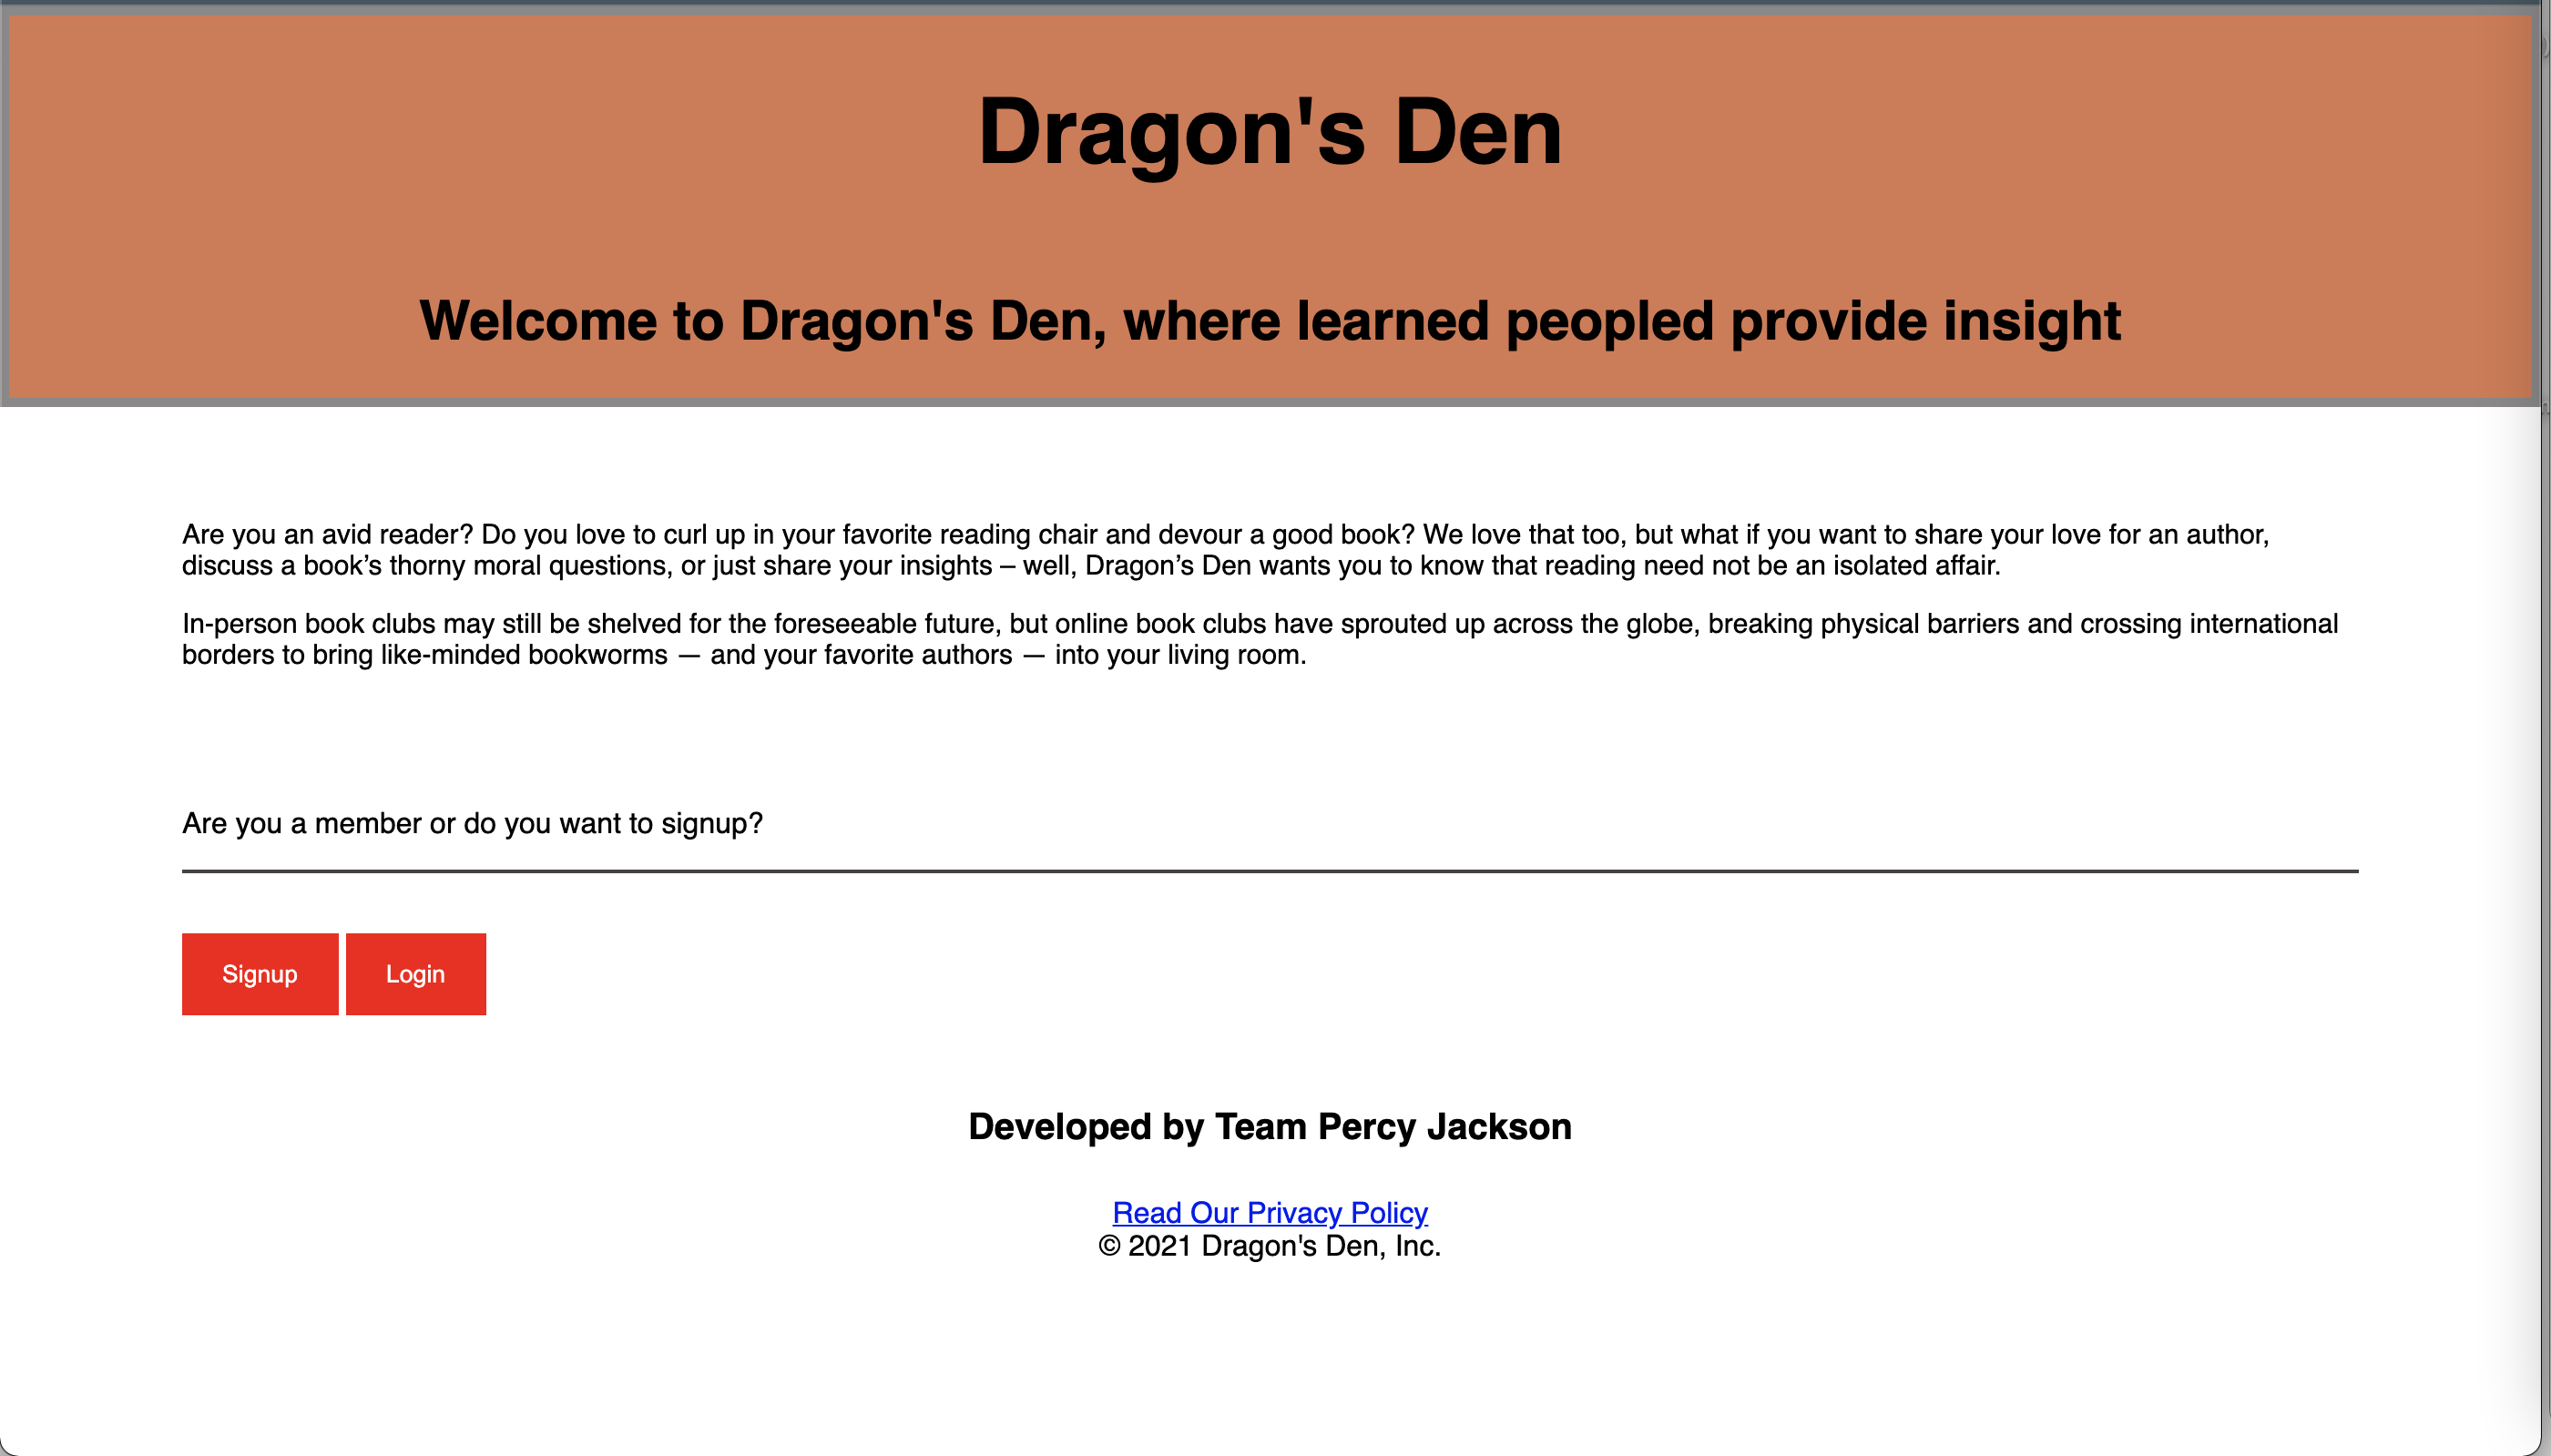 Dragon's Den
Welcome to Dragon's Den, where learned peopled provide insight
Are you an avid reader? Do you love to curl up in your favorite reading chair and devour a good book? We love that too, but what if you want to share your love for an author,
discuss a book’s thorny moral questions, or just share your insights – well, Dragon’s Den wants you to know that reading need not be an isolated affair.
In-person book clubs may still be shelved for the foreseeable future, but online book clubs have sprouted up across the globe, breaking physical barriers and crossing international
borders to bring like-minded bookworms — and your favorite authors — into your living room.
Are you a member or do you want to signup?
Signup Login
Developed by Team Percy Jackson
Read Our Privacy Policy
© 2021 Dragon's Den, Inc.